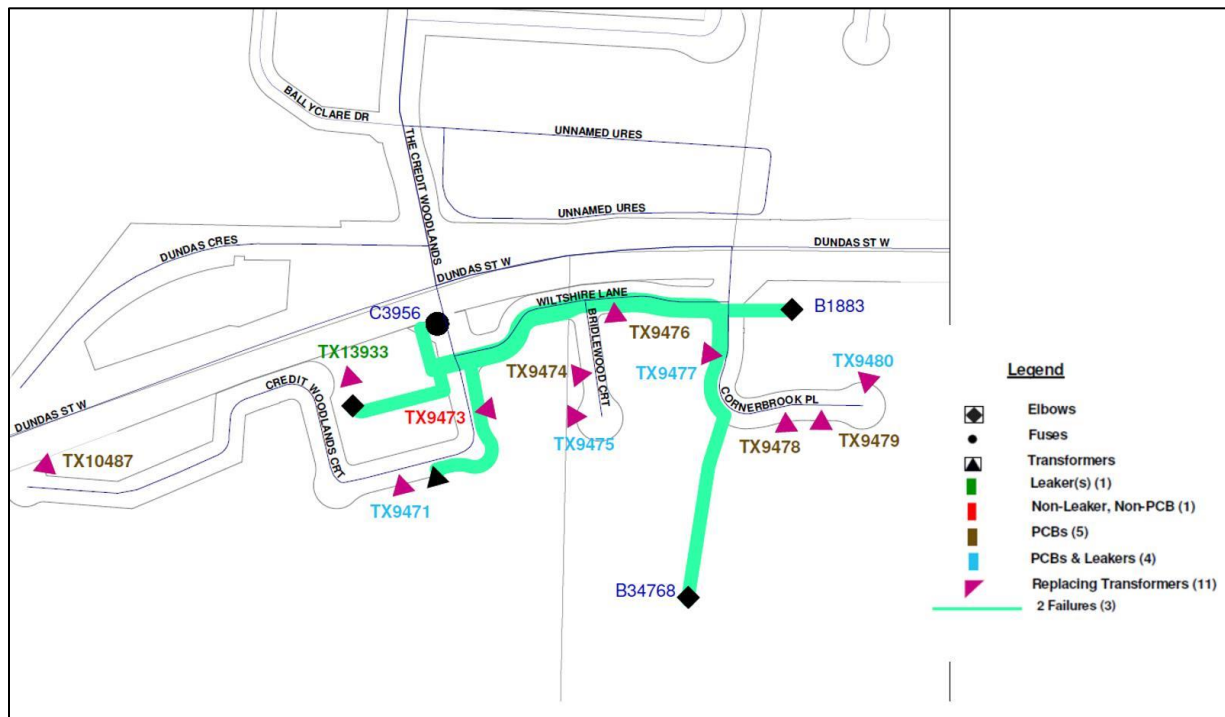 BALLYCLARE DR
UNNAMED URES
THE CREDIT WOODLANDS
UNNAMED URES
DUNDAS CRES
DUNDAS ST W
DUNDAS ST W
WILTSHIRE LANE
C3956
B1883
BRIDLEWOOD CRT
TX9476
TX13933
TX9474
TX9477
TX9480
CREDIT WOODLANDS CRT
CORNERBROOK PL
TX9473
DUNDAS ST W
TX9475
TX9478
TX9479
TX10487
TX9471
B34768
Legend
Elbows
Fuses
Transformers
Leaker(s) (1)
Non-Leaker, Non-PCB (1)
PCBs (5)
PCBs & Leakers (4)
Replacing Transformers (11)
2 Failures (3)